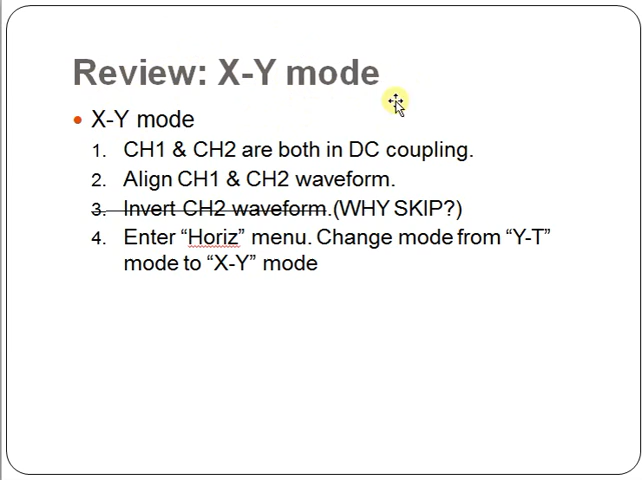 Review: X-Y mode
• X-Y mode
1. CH1 & CH2 are both in DC coupling.
2. Align CH1 & CH2 waveform.
3. Invert CH2 waveform.(WHY SKIP?)
4. Enter “Horiz” menu. Change mode from “Y-T”
mode to “X-Y” mode